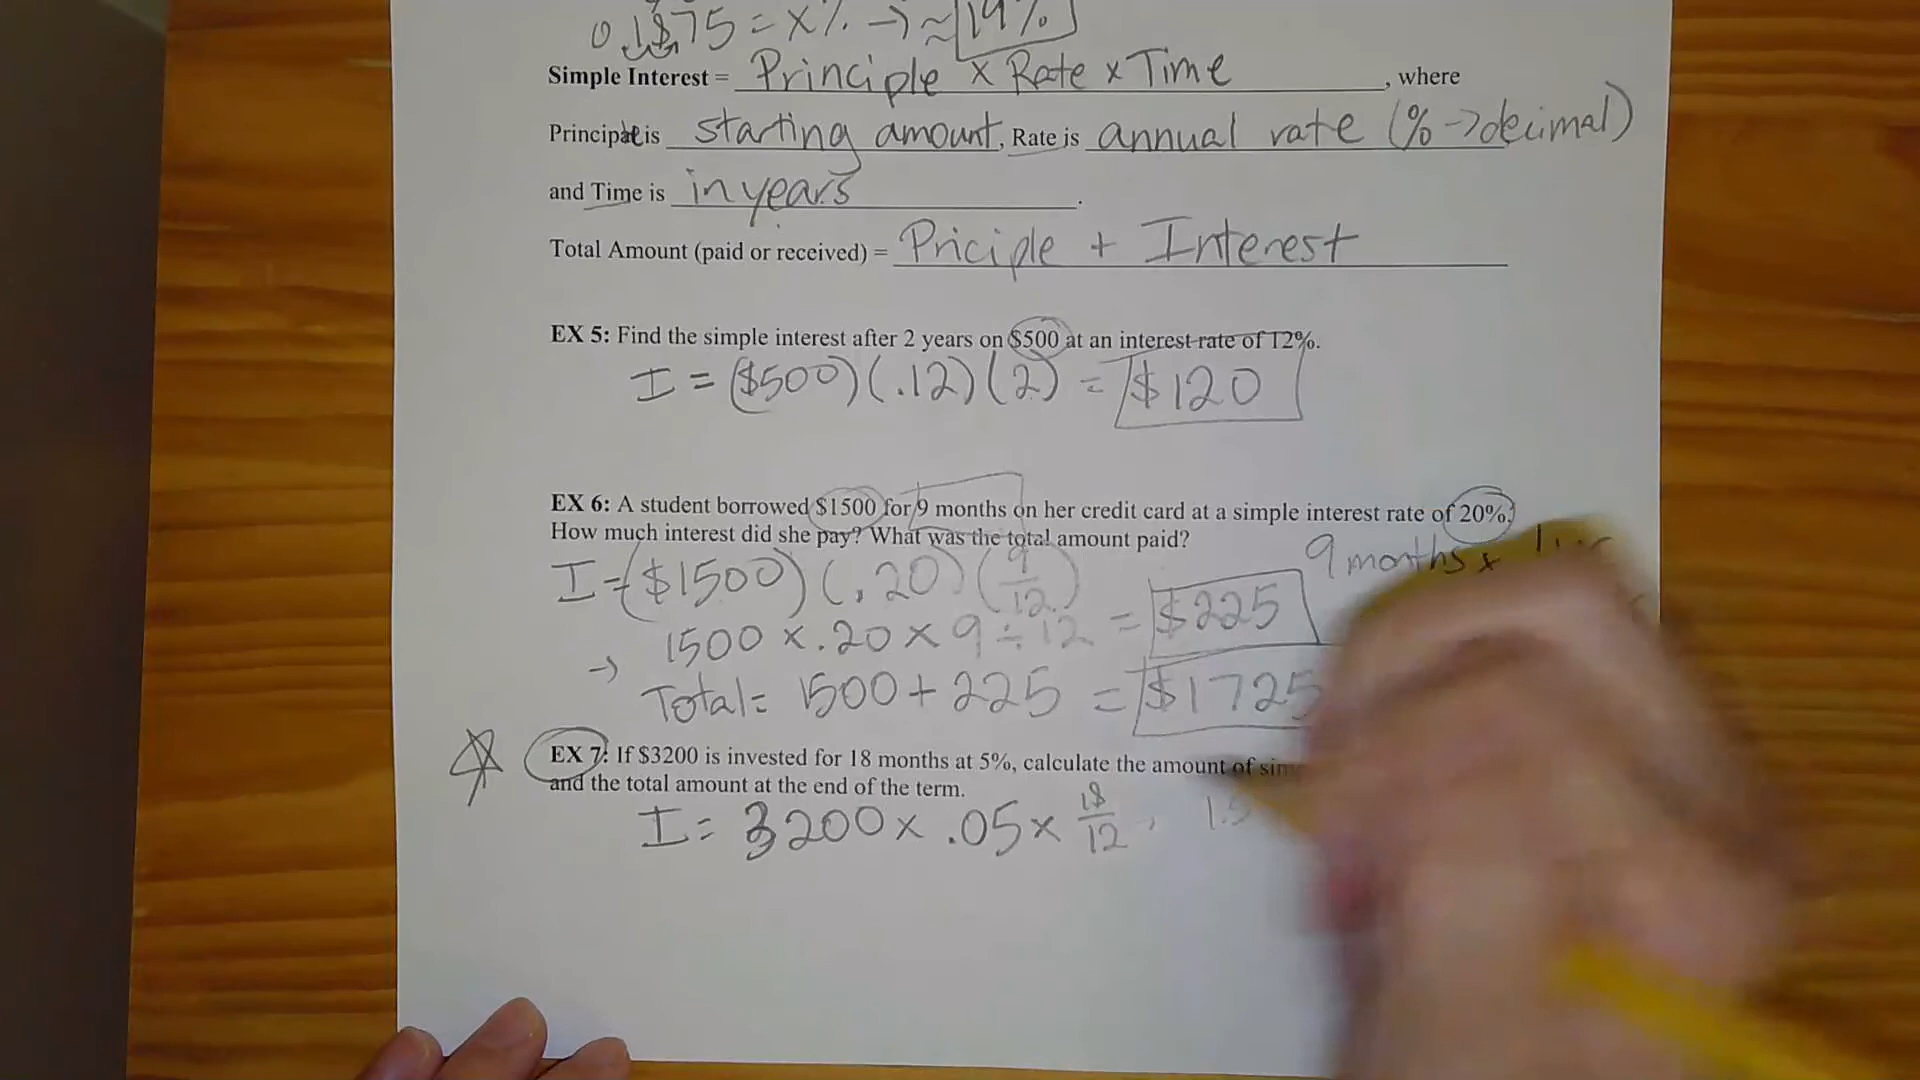 0.1875 = x% → ≈ 19%
Simple Interest = Principle x Rate x Time, where
Principle is starting amount, Rate is annual rate (% → decimal)
and Time is in years.
Total Amount (paid or received) = Priciple + Interest
EX 5: Find the simple interest after 2 years on $500 at an interest rate of 12%.
I = ($500)(.12)(2) = $120
EX 6: A student borrowed $1500 for 9 months on her credit card at a simple interest rate of 20%.
How much interest did she pay? What was the total amount paid?
9 months x
I = ($1500)(.20)(9/12)
→ 1500 x .20 x 9 ÷ 12 = $225
Total = 1500 + 225 = $1725
EX 7: If $3200 is invested for 18 months at 5%, calculate the amount of
and the total amount at the end of the term.
I = 3200 x .05 x 18/12, 1.5